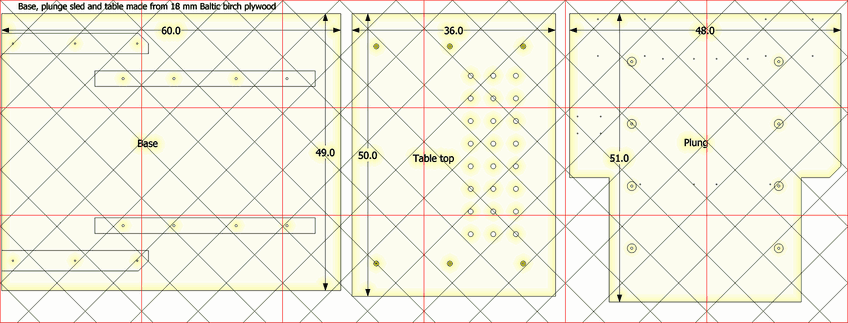 Base, plunge sled and table made from 18 mm Baltic birch plywood
60.0
36.0
48.0
Base
49.0
50.0
Table top
51.0
Plung